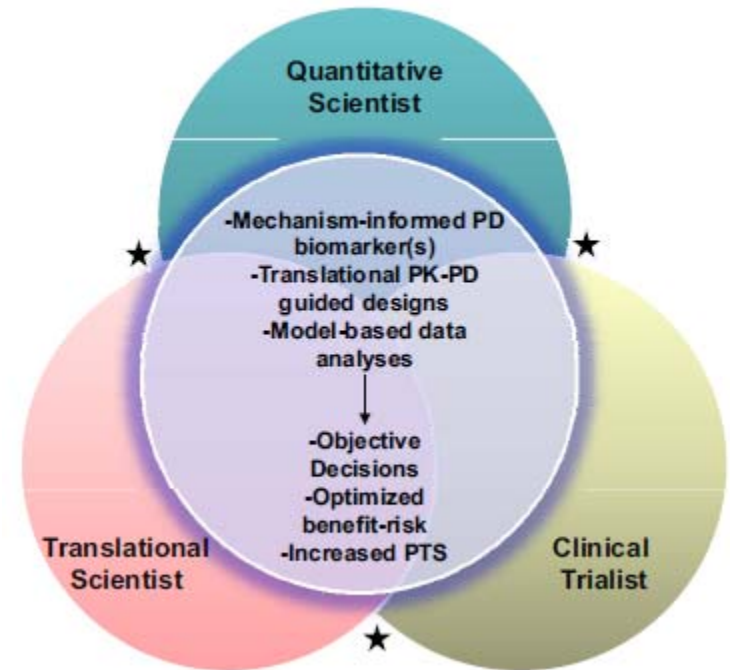 Quantitative
Scientist
-Mechanism-informed PD
biomarker(s)
-Translational PK-PD
guided designs
-Model-based data
analyses
-Objective
Decisions
-Optimized
benefit-risk
-Increased PTS
Translational
Scientist
Clinical
Trialist